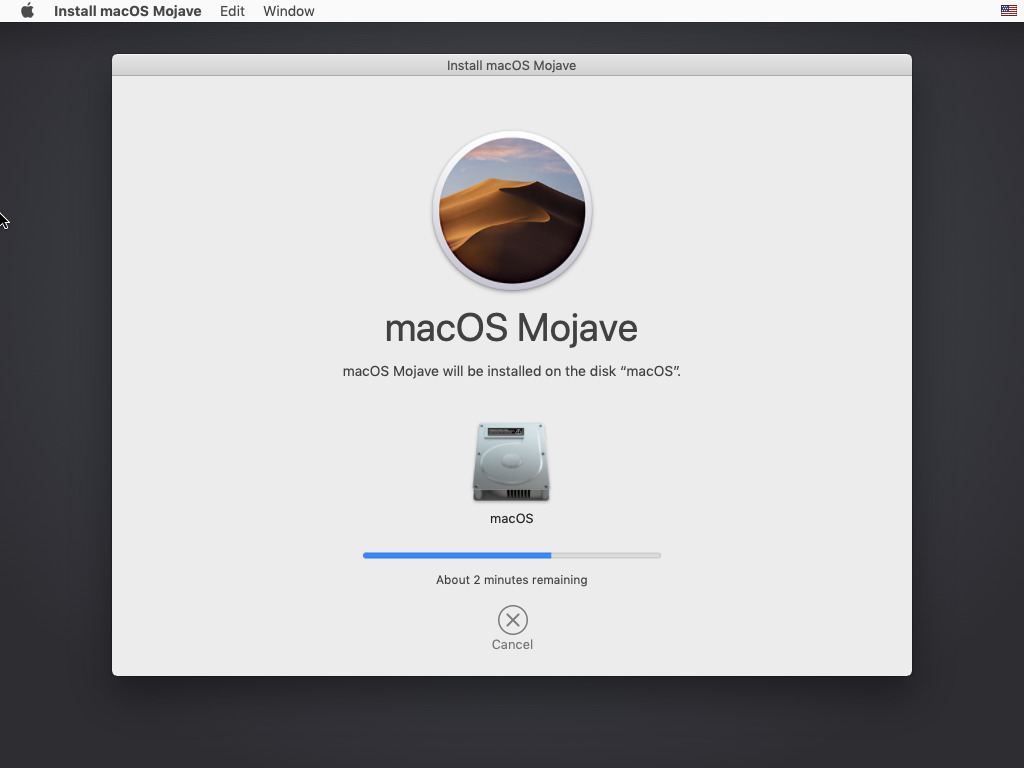 Install macOS Mojave Edit Window
Install macOS Mojave
macOS Mojave
macOS Mojave will be installed on the disk “macOS”.
macOS
About 2 minutes remaining
Cancel